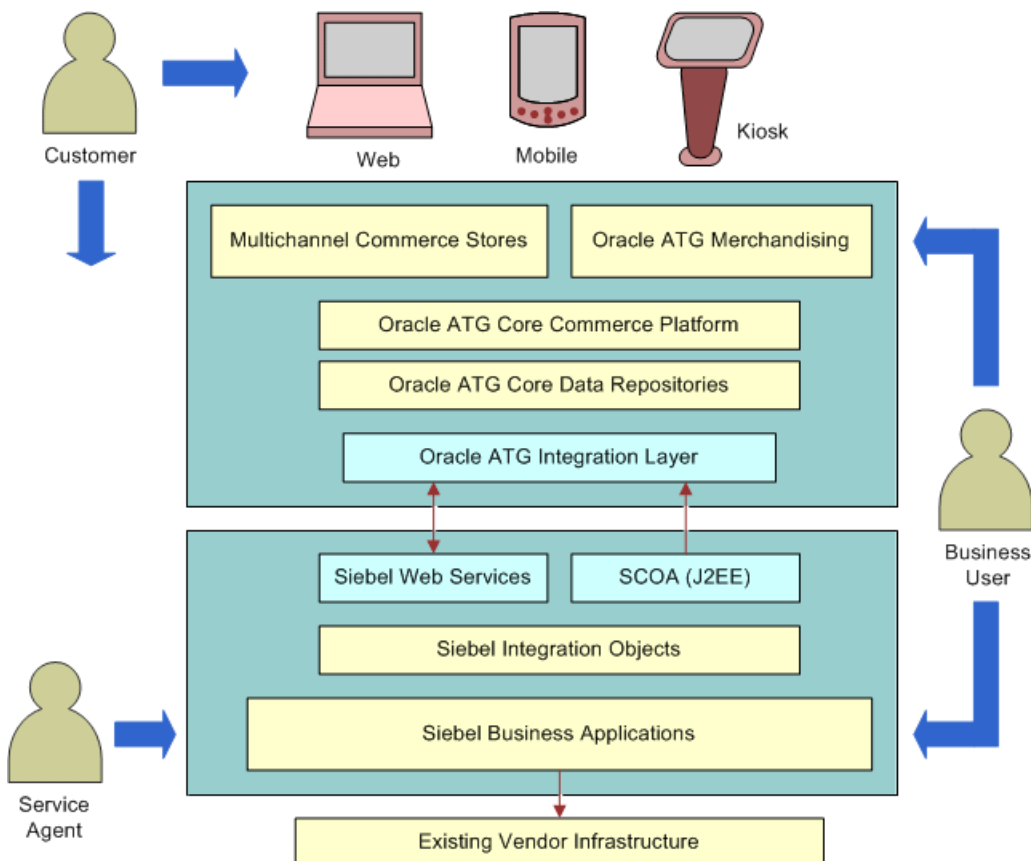 Customer
Web
Mobile
Kiosk
Multichannel Commerce Stores
Oracle ATG Merchandising
Oracle ATG Core Commerce Platform
Oracle ATG Core Data Repositories
Oracle ATG Integration Layer
Business
User
Siebel Web Services
SCOA (J2EE)
Siebel Integration Objects
Siebel Business Applications
Service
Agent
Existing Vendor Infrastructure